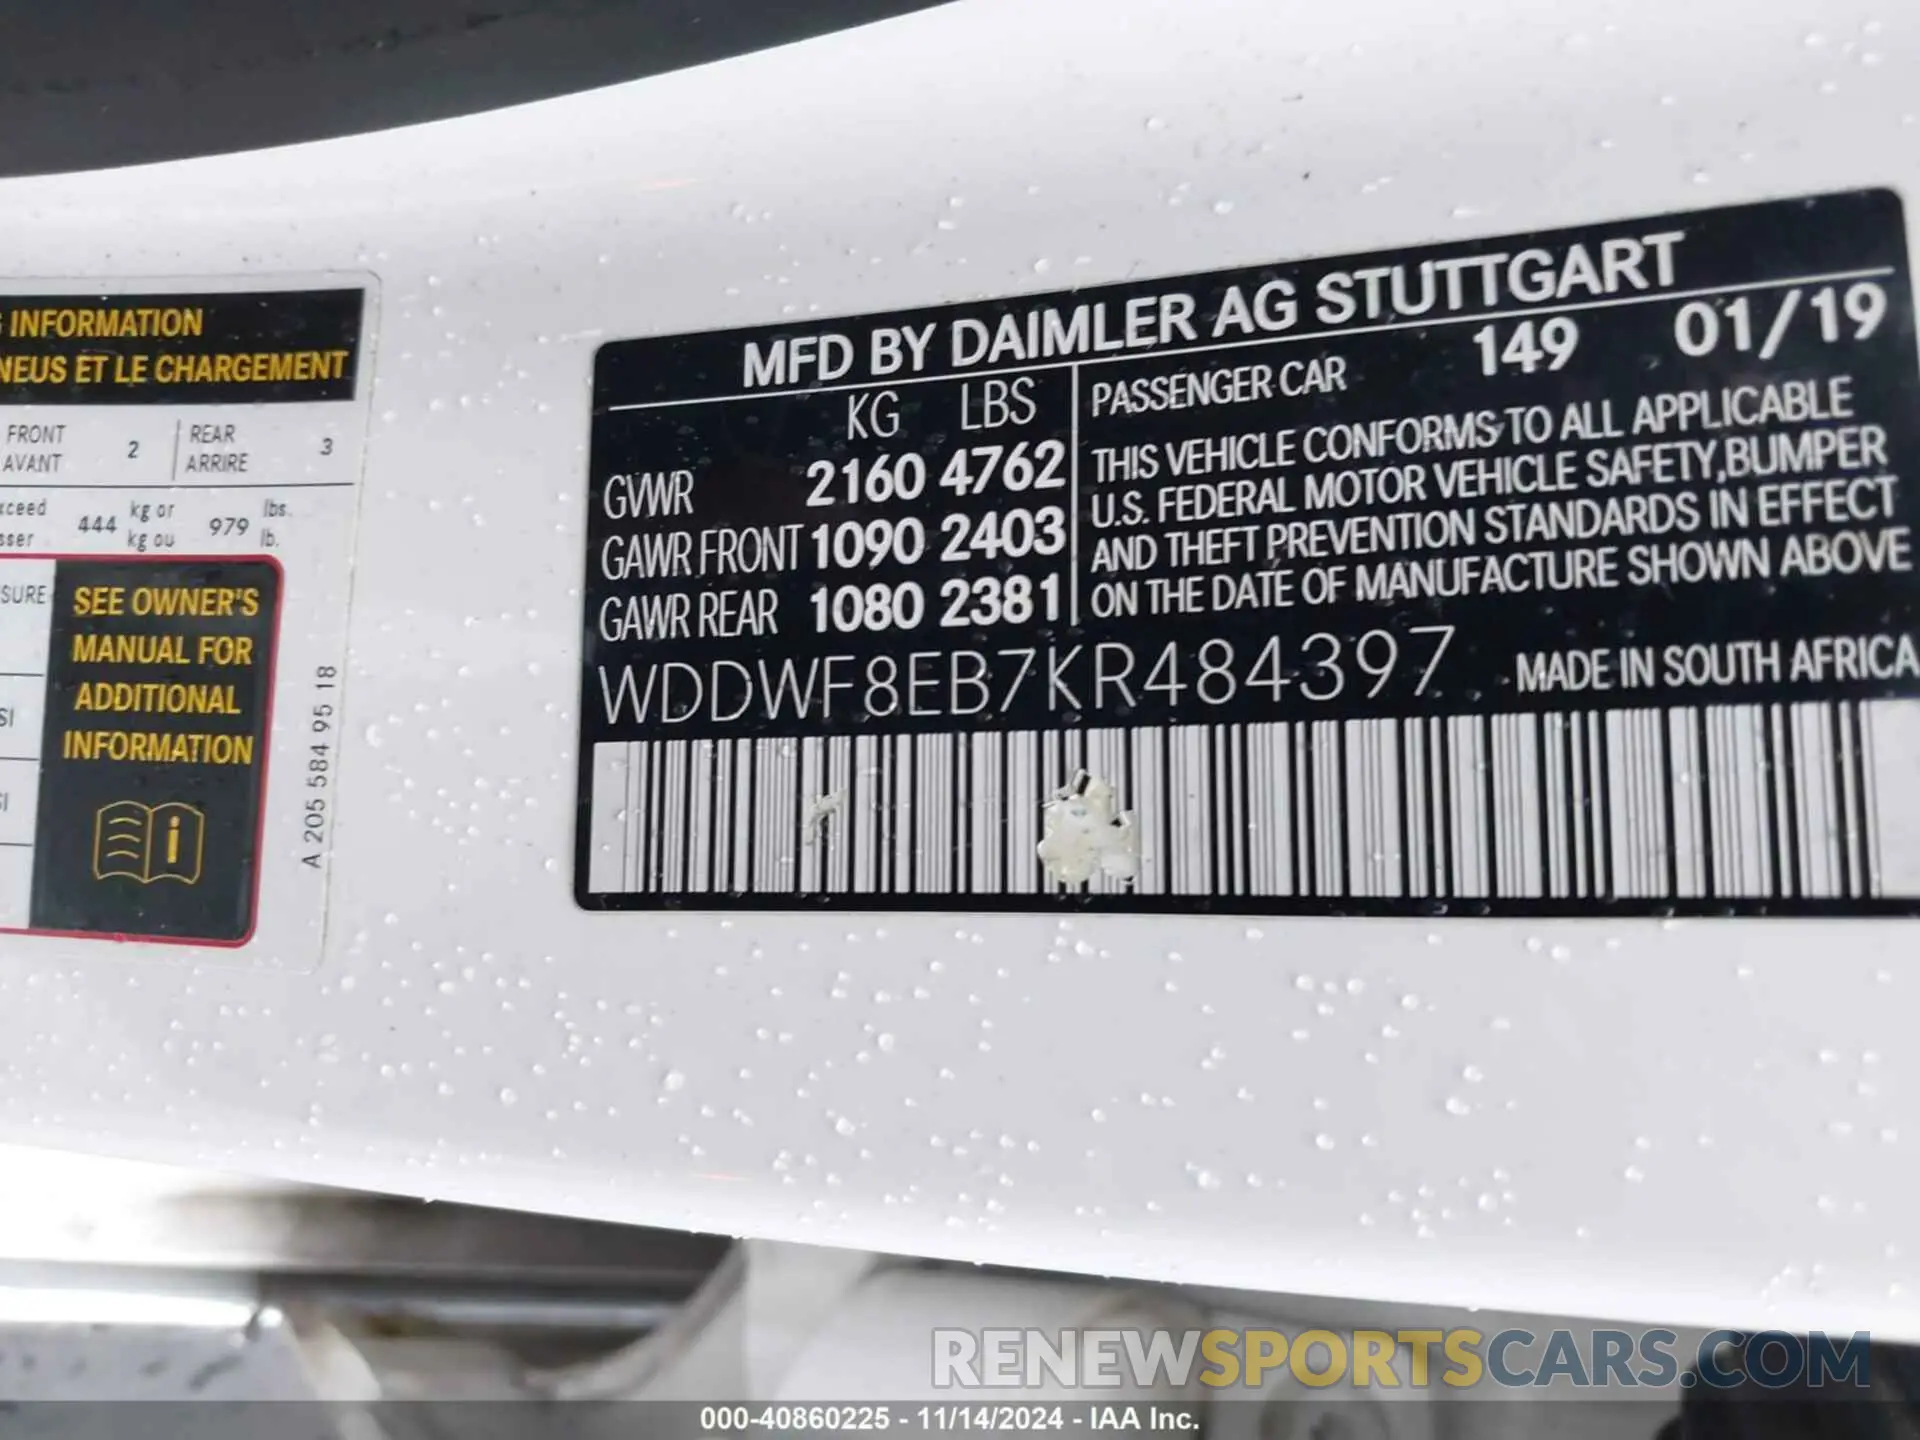 INFORMATION
NEUS ET LE CHARGEMENT
FRONT
AVANT
2
REAR
ARRIRE
3
444
kg or
kg ou
979
lbs.
lb.
SEE OWNER'S
MANUAL FOR
ADDITIONAL
INFORMATION
i
A 205 584 95 18
MFD BY DAIMLER AG STUTTGART
KG LBS
GVWR 2160 4762
GAWR FRONT 1090 2403
GAWR REAR 1080 2381
PASSENGER CAR 149 01/19
THIS VEHICLE CONFORMS TO ALL APPLICABLE
U.S. FEDERAL MOTOR VEHICLE SAFETY,BUMPER
AND THEFT PREVENTION STANDARDS IN EFFECT
ON THE DATE OF MANUFACTURE SHOWN ABOVE
WDDWF8EB7KR484397 MADE IN SOUTH AFRICA
RENEWSPORTSCARS.COM
000-40860225 - 11/14/2024 - IAA Inc.